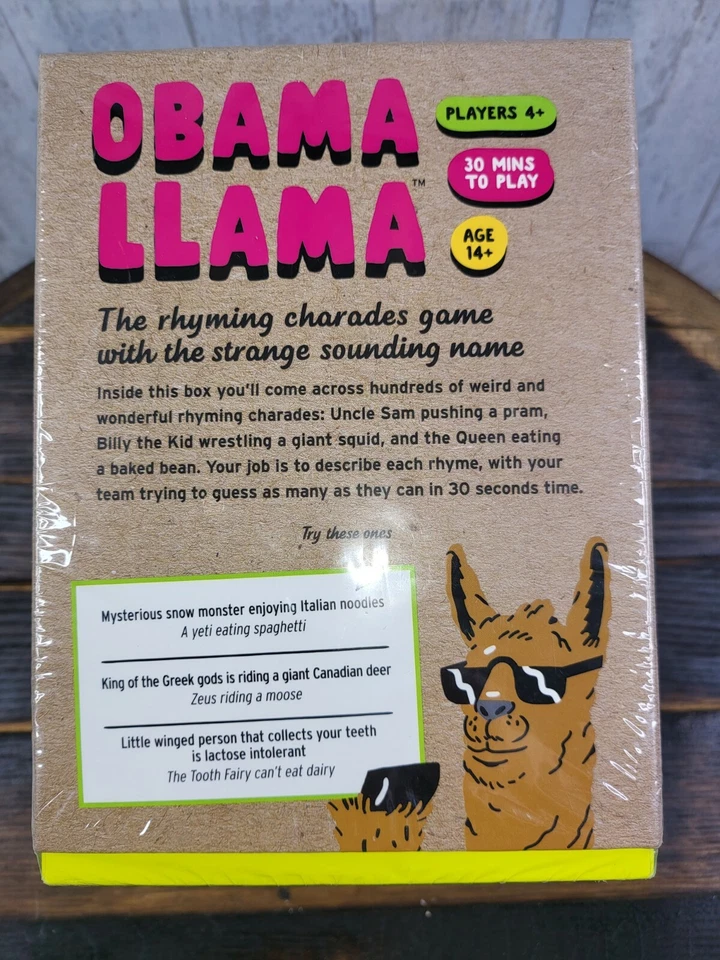 OBAMA
LLAMA™
PLAYERS 4+
30 MINS
TO PLAY
AGE
14+
The rhyming charades game
with the strange sounding name
Inside this box you'll come across hundreds of weird and
wonderful rhyming charades: Uncle Sam pushing a pram,
Billy the Kid wrestling a giant squid, and the Queen eating
a baked bean. Your job is to describe each rhyme, with your
team trying to guess as many as they can in 30 seconds time.
Try these ones
Mysterious snow monster enjoying Italian noodles
A yeti eating spaghetti
King of the Greek gods is riding a giant Canadian deer
Zeus riding a moose
Little winged person that collects your teeth
is lactose intolerant
The Tooth Fairy can't eat dairy